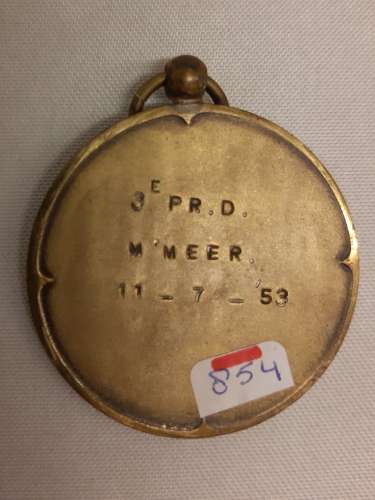 3E PR.D.
M'MEER.
11 - 7 - '53
854